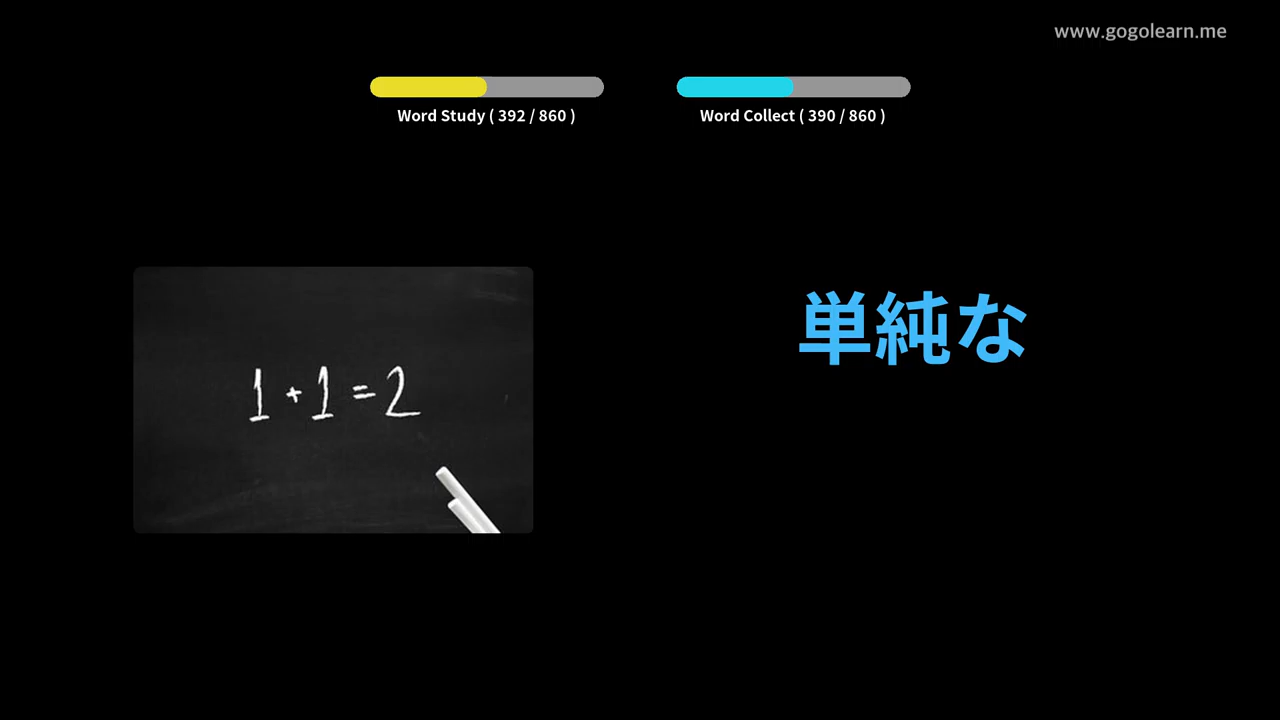 www.gogolearn.me
Word Study ( 392 / 860 )
Word Collect ( 390 / 860 )
1 + 1 = 2
単純な